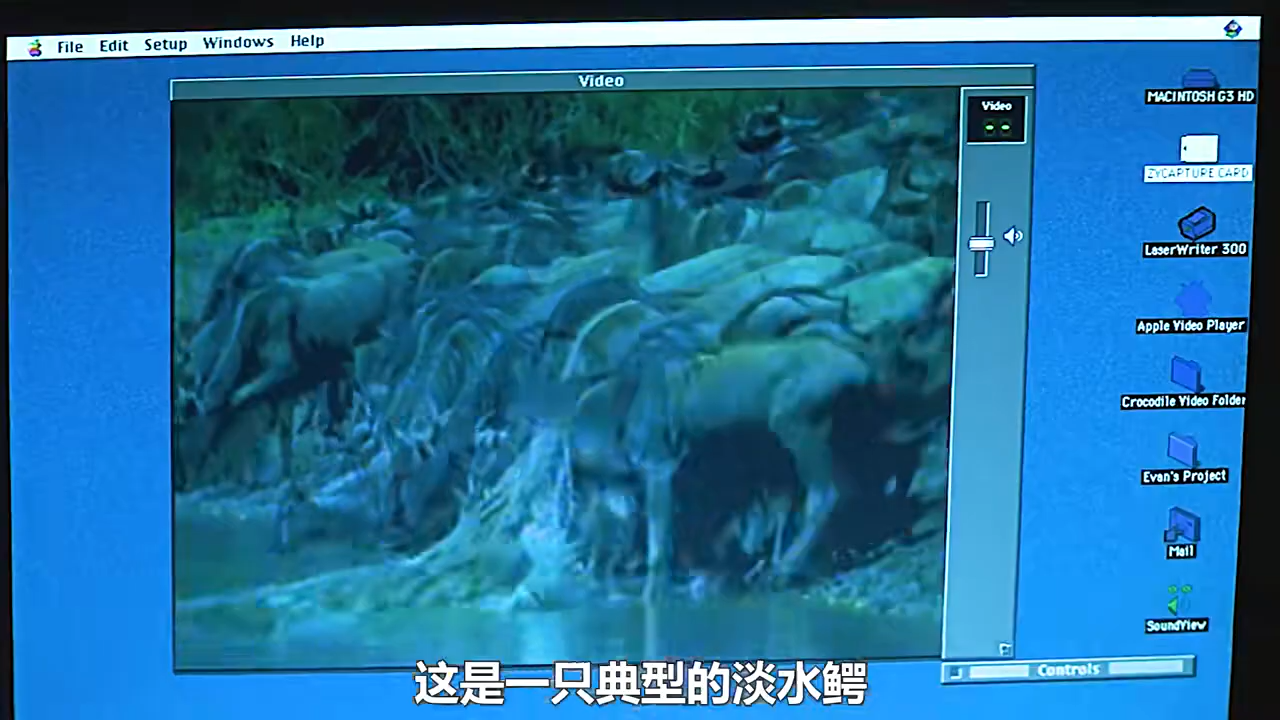 File Edit Setup Windows Help
Video
Video
MACINTOSH G3 HD
ZYCAPTURE CARD
LaserWriter 300
Apple Video Player
Crocodile Video Folder
Evan's Project
Mail
SoundView
Controls
这是一只典型的淡水鳄